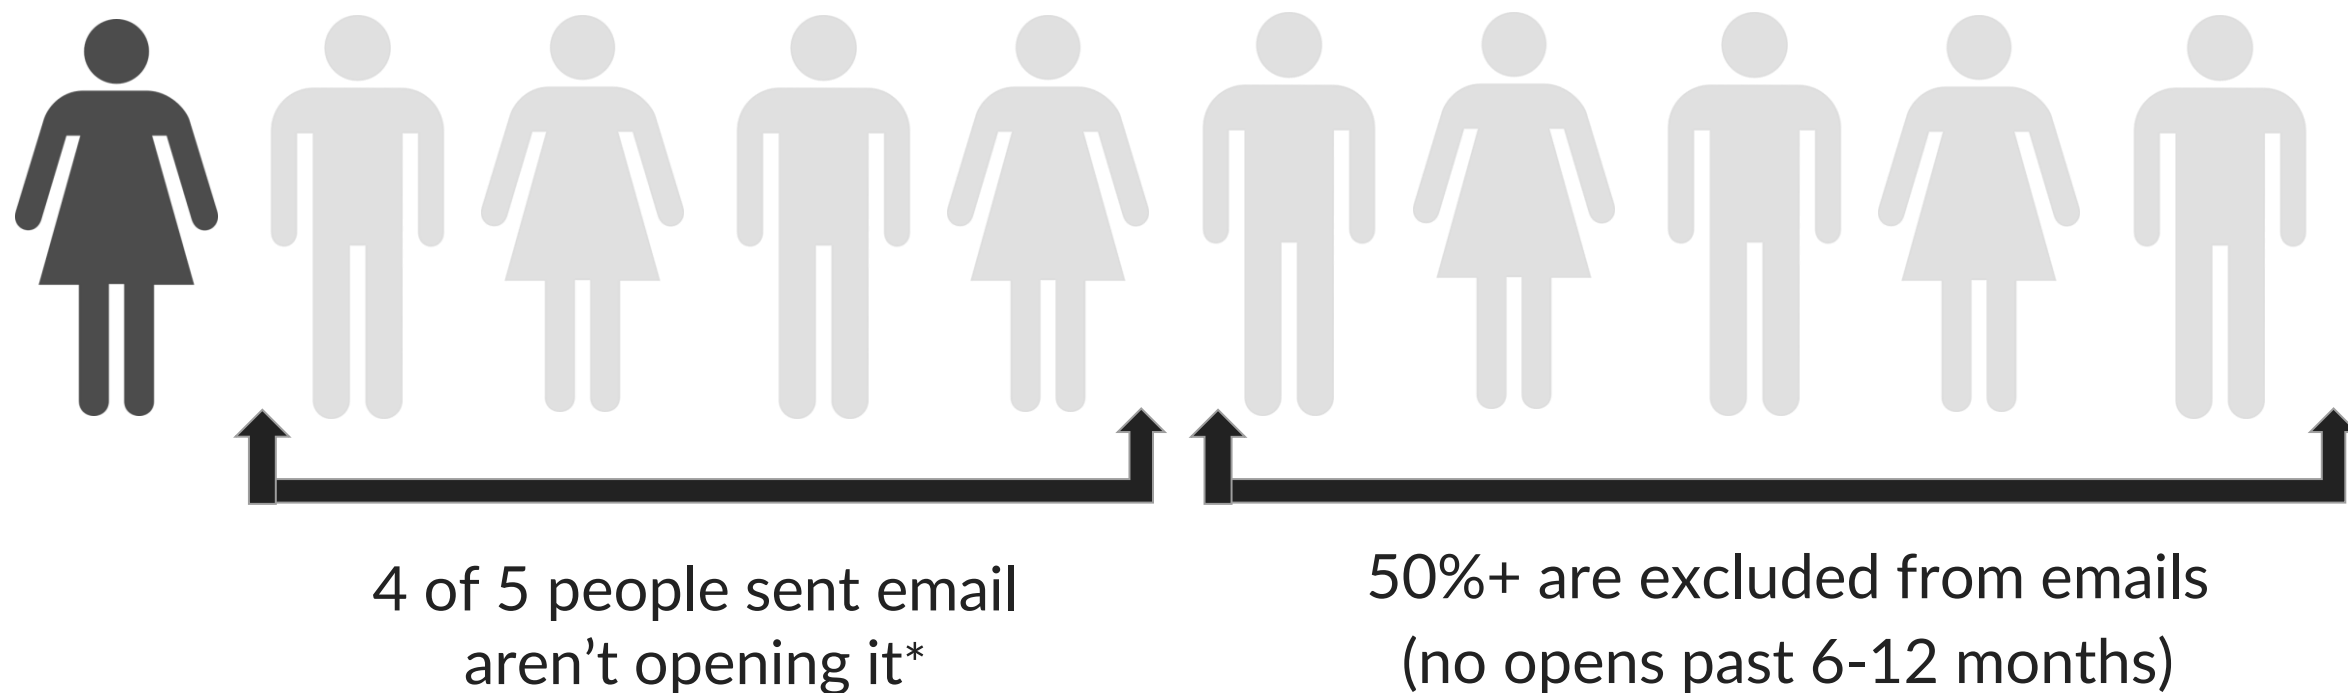 4 of 5 people sent email
aren’t opening it*
50%+ are excluded from emails
(no opens past 6-12 months)